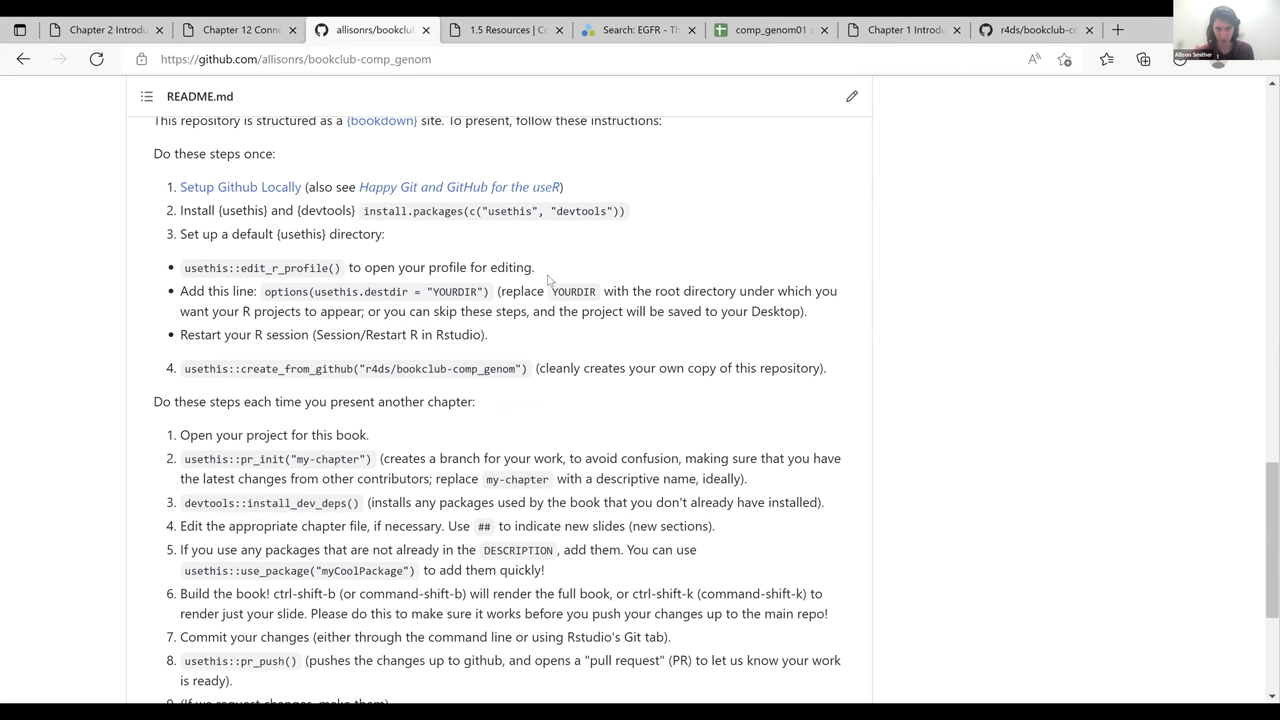 Chapter 2 Introdu
Chapter 12 Conne
allisonrs/bookclu
1.5 Resources | Co
Search: EGFR - Th
comp_genom01 s
Chapter 1 Introdu
r4ds/bookclub-co
https://github.com/allisonrs/bookclub-comp_genom
Allison Smither
README.md
This repository is structured as a {bookdown} site. To present, follow these instructions:
Do these steps once:
1. Setup Github Locally (also see Happy Git and GitHub for the useR)
2. Install {usethis} and {devtools} install.packages(c("usethis", "devtools"))
3. Set up a default {usethis} directory:
• usethis::edit_r_profile() to open your profile for editing.
• Add this line: options(usethis.destdir = "YOURDIR") (replace YOURDIR with the root directory under which you
want your R projects to appear; or you can skip these steps, and the project will be saved to your Desktop).
• Restart your R session (Session/Restart R in Rstudio).
4. usethis::create_from_github("r4ds/bookclub-comp_genom") (cleanly creates your own copy of this repository).
Do these steps each time you present another chapter:
1. Open your project for this book.
2. usethis::pr_init("my-chapter") (creates a branch for your work, to avoid confusion, making sure that you have
the latest changes from other contributors; replace my-chapter with a descriptive name, ideally).
3. devtools::install_dev_deps() (installs any packages used by the book that you don't already have installed).
4. Edit the appropriate chapter file, if necessary. Use ## to indicate new slides (new sections).
5. If you use any packages that are not already in the DESCRIPTION, add them. You can use
usethis::use_package("myCoolPackage") to add them quickly!
6. Build the book! ctrl-shift-b (or command-shift-b) will render the full book, or ctrl-shift-k (command-shift-k) to
render just your slide. Please do this to make sure it works before you push your changes up to the main repo!
7. Commit your changes (either through the command line or using Rstudio's Git tab).
8. usethis::pr_push() (pushes the changes up to github, and opens a "pull request" (PR) to let us know your work
is ready).
9. (If we request changes, make them)